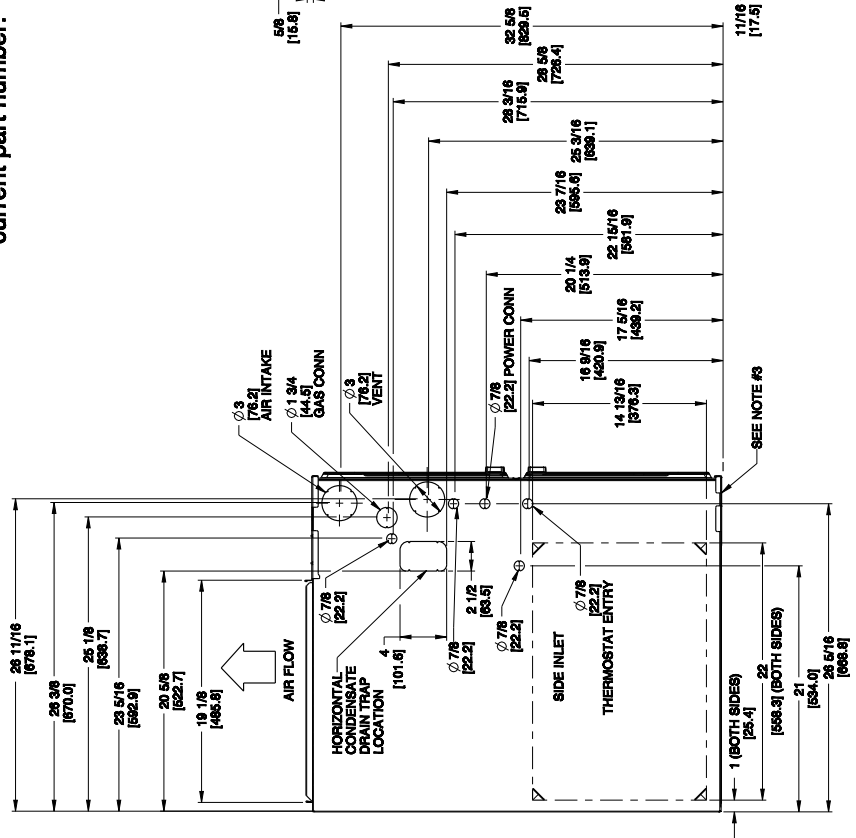 current part number.
5/8
[15.8]
32 5/8
[829.5]
28 5/8
[726.4]
28 3/16
[715.9]
25 3/16
[639.1]
23 7/16
[595.6]
22 15/16
[581.9]
20 1/4
[513.9]
17 5/16
[439.2]
16 9/16
[420.9]
14 13/16
[376.3]
11/16
[17.5]
SEE NOTE #3
Ø 3
[76.2]
AIR INTAKE
Ø 1 3/4
[44.5]
GAS CONN
Ø 3
[76.2]
VENT
Ø 7/8
[22.2] POWER CONN
26 11/16
[678.1]
26 3/8
[670.0]
25 1/8
[638.7]
23 5/16
[592.9]
20 5/8
[522.7]
19 1/8
[485.8]
AIR FLOW
Ø 7/8
[22.2]
HORIZONTAL
CONDENSATE
DRAIN TRAP
LOCATION
4
[101.6]
2 1/2
[63.5]
Ø 7/8
[22.2]
Ø 7/8
[22.2]
Ø 7/8
[22.2]
THERMOSTAT ENTRY
SIDE INLET
1 (BOTH SIDES)
[25.4]
22
[558.3] (BOTH SIDES)
21
[534.0]
26 5/16
[668.8]